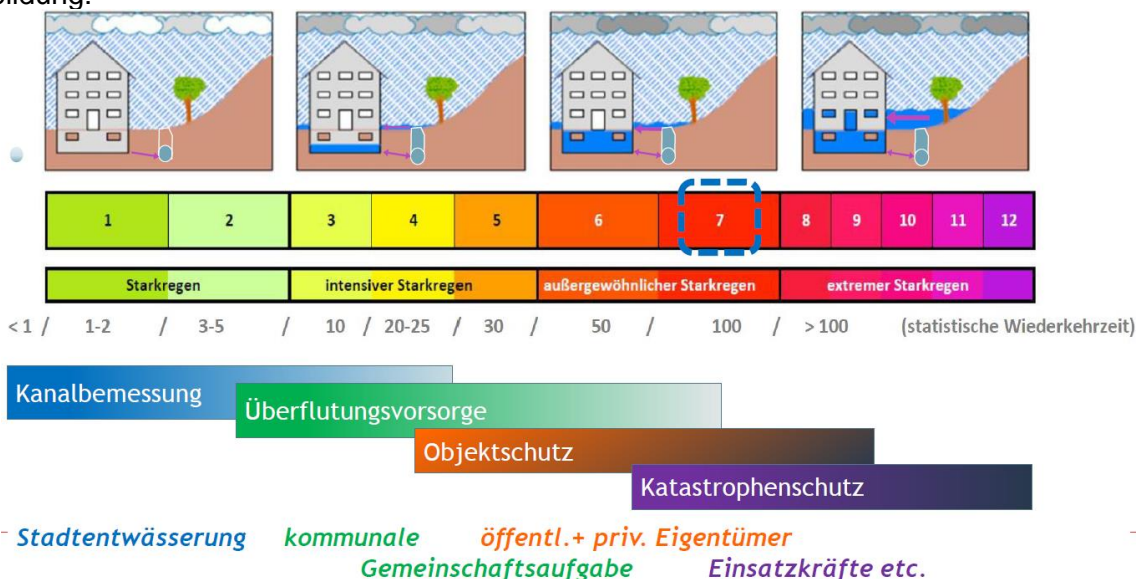 1 2 3 4 5 6 7 8 9 10 11 12
Starkregen intensiver Starkregen außergewöhnlicher Starkregen extremer Starkregen
< 1 / 1-2 / 3-5 / 10 / 20-25 / 30 / 50 / 100 / > 100 (statistische Wiederkehrzeit)
Kanalbemessung
Überflutungsvorsorge
Objektschutz
Katastrophenschutz
Stadtentwässerung kommunale öffentl.+ priv. Eigentümer
Gemeinschaftsaufgabe Einsatzkräfte etc.